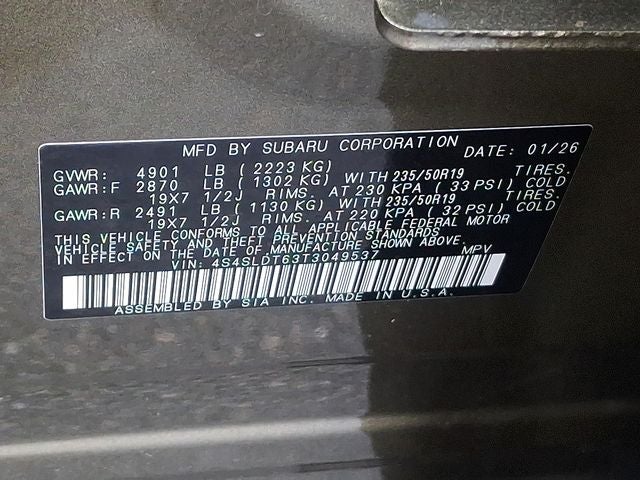 MFD BY SUBARU CORPORATION DATE: 01/26
GVWR: 4901 LB (2223 KG)
GAWR:F 2870 LB (1302 KG) WITH 235/50R19 TIRES.
19X7 1/2J RIMS. AT 230 KPA (33 PSI) COLD
GAWR:R 2491 LB (1130 KG) WITH 235/50R19 TIRES.
19X7 1/2J RIMS. AT 220 KPA (32 PSI) COLD
THIS VEHICLE CONFORMS TO ALL APPLICABLE FEDERAL MOTOR
VEHICLE SAFETY AND THEFT PREVENTION STANDARDS
IN EFFECT ON THE DATE OF MANUFACTURE SHOWN ABOVE.
VIN: 4S4SLDT63T3049537 MPV
ASSEMBLED BY SIA INC. MADE IN U.S.A.